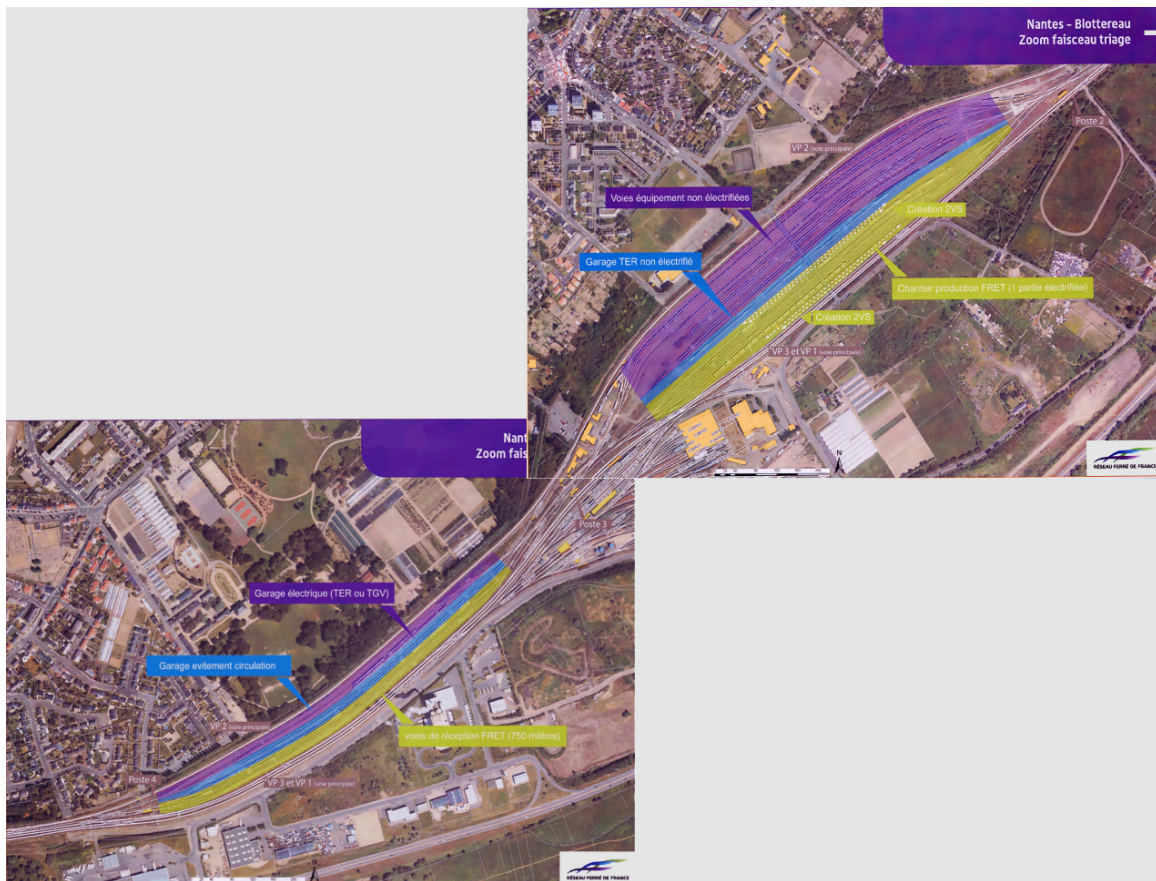 Nantes – Blottereau
Zoom faisceau triage
Poste 2
VP 2 (voie principale)
Voies équipement non électrifiées
Création 2VS
Garage TER non électrifié
Chantier production FRET (1 partie électrifiée)
Création 2VS
VP 3 et VP 1 (voie principale)
N
RÉSEAU FERRÉ DE FRANCE
Nant
Zoom fais
Poste 3
Garage électrique (TER ou TGV)
Garage evitement circulation
VP 2 (voie principale)
voies de réception FRET (750 mètres)
Poste 4
VP 3 et VP 1 (voie principale)
N
RÉSEAU FERRÉ DE FRANCE